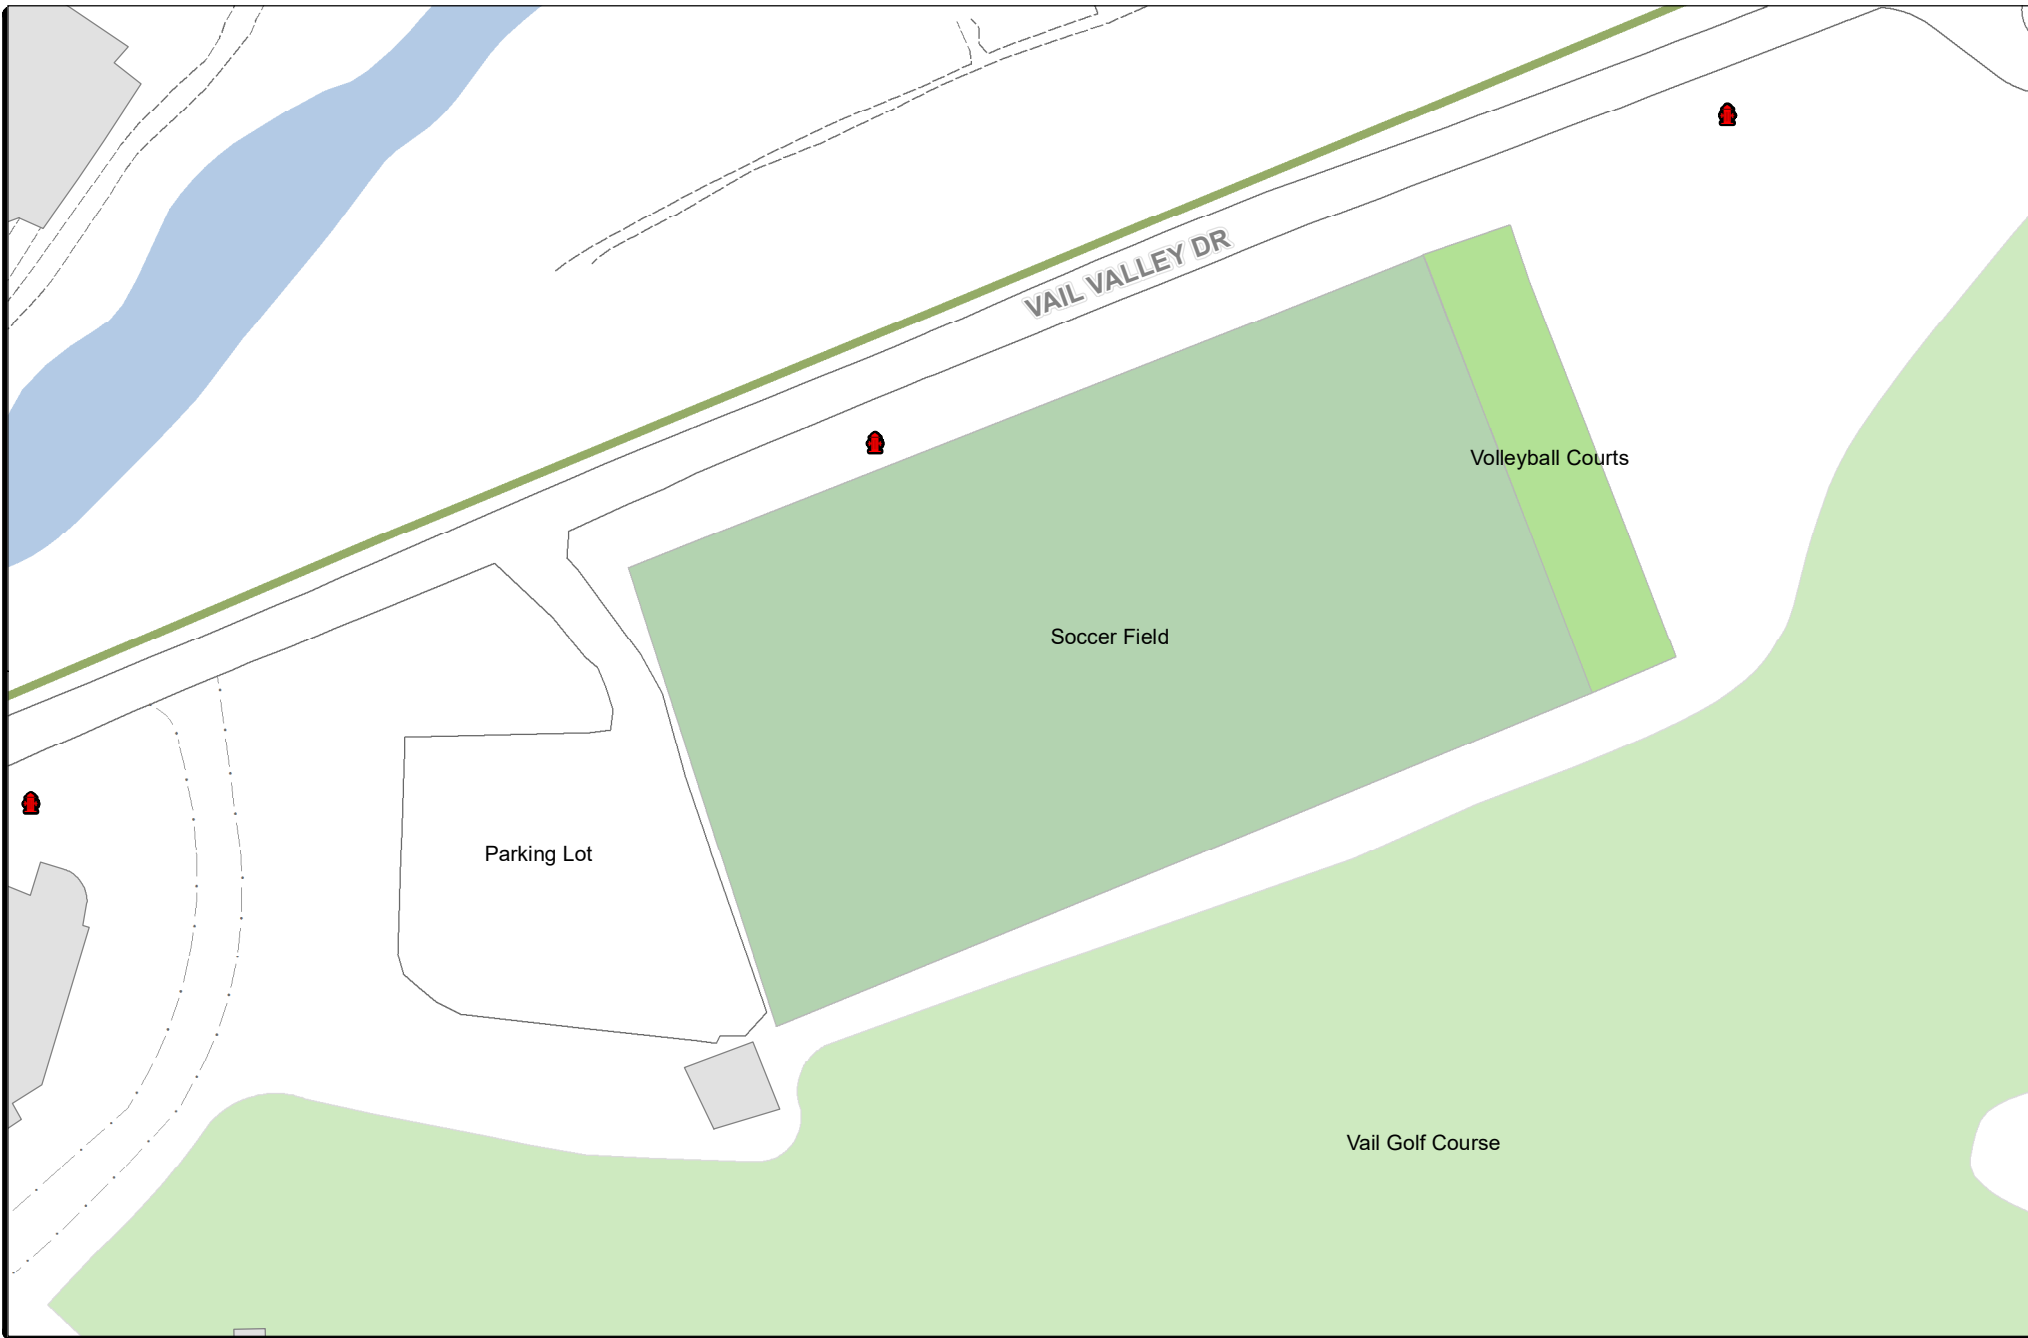 VAIL VALLEY DR
Volleyball Courts
Soccer Field
Parking Lot
Vail Golf Course